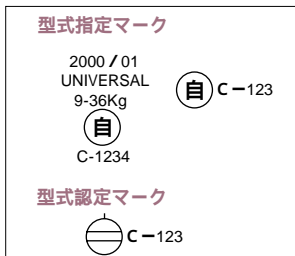 型式指定マーク
2000 / 01
UNIVERSAL
9-36Kg
自
C-1234
自 C－123
型式認定マーク
C－123